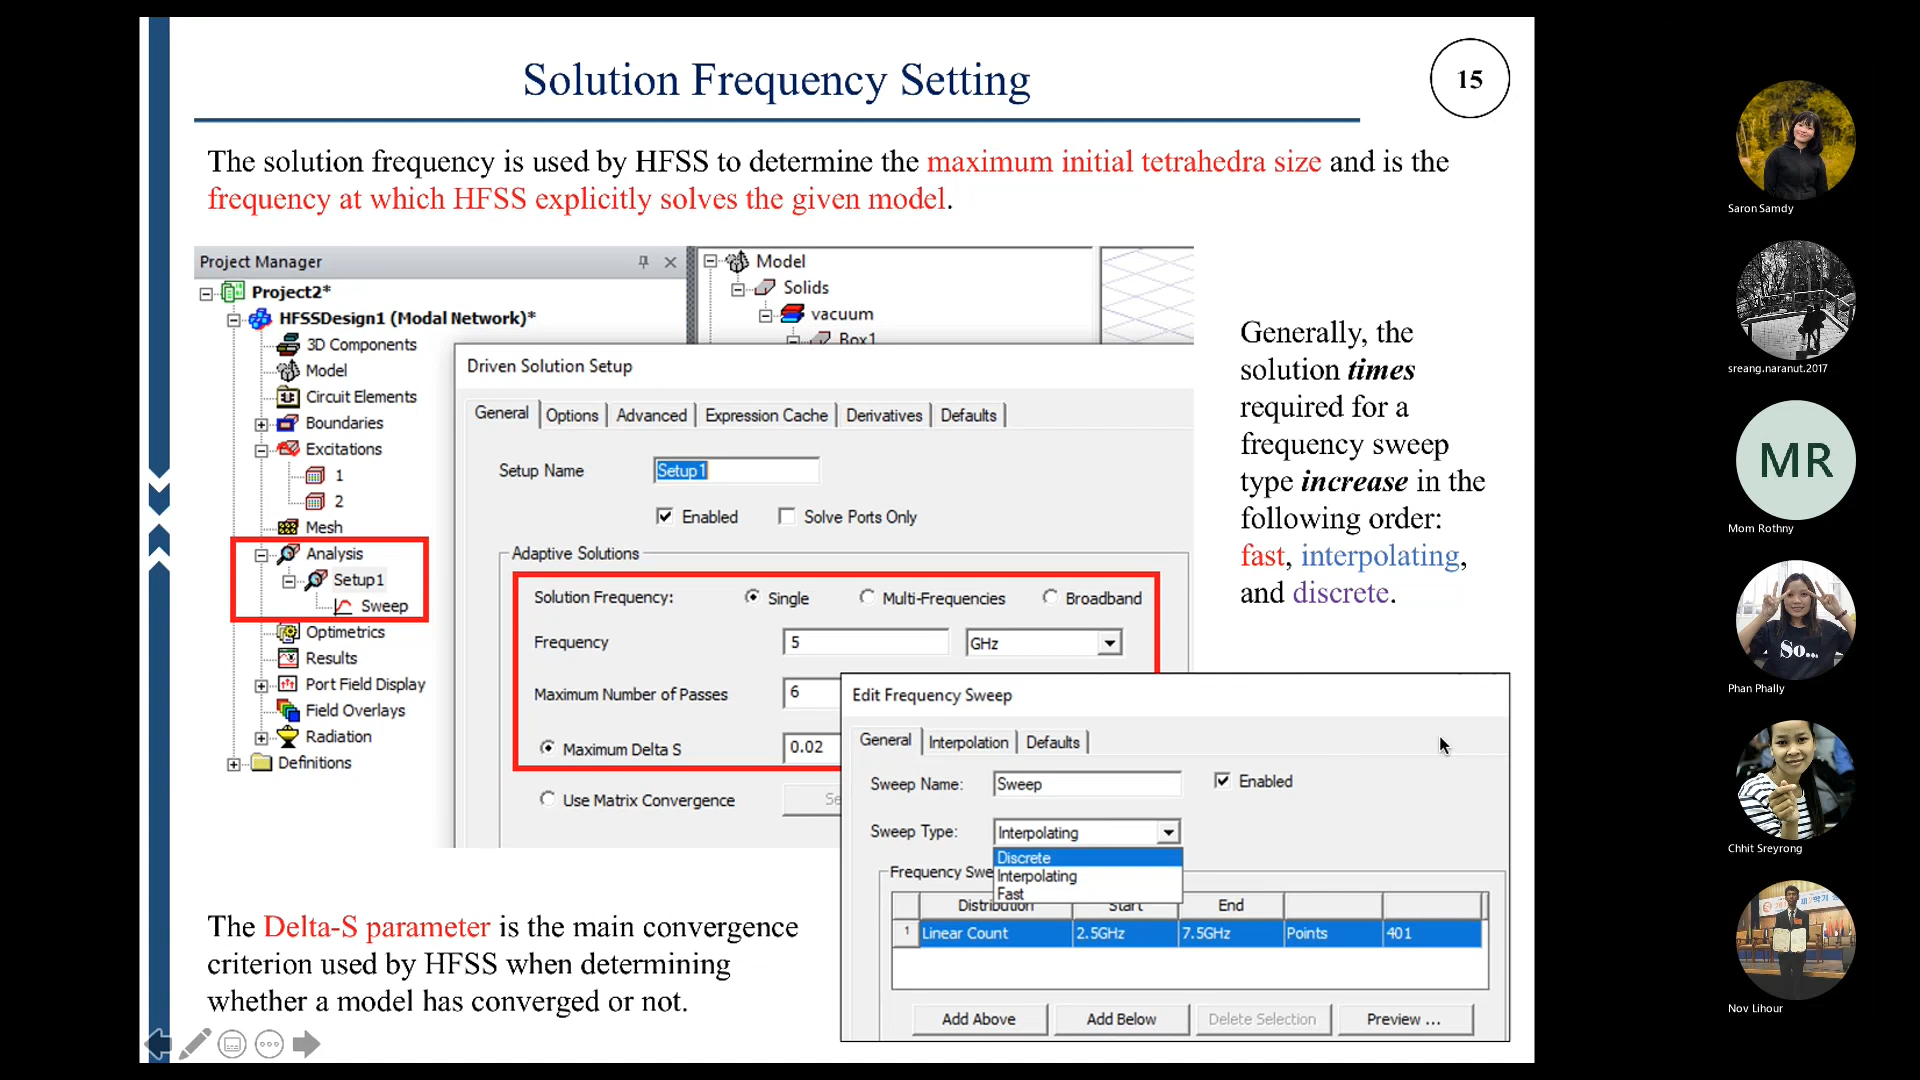 Solution Frequency Setting
15
The solution frequency is used by HFSS to determine the maximum initial tetrahedra size and is the
frequency at which HFSS explicitly solves the given model.
Project Manager
Project2*
HFSSDesign1 (Modal Network)*
3D Components
Model
Circuit Elements
Boundaries
Excitations
1
2
Mesh
Analysis
Setup1
Sweep
Optimetrics
Results
Port Field Display
Field Overlays
Radiation
Definitions
Model
Solids
vacuum
Box1
Driven Solution Setup
General Options Advanced Expression Cache Derivatives Defaults
Setup Name Setup1
Enabled Solve Ports Only
Adaptive Solutions
Solution Frequency: Single Multi-Frequencies Broadband
Frequency 5 GHz
Maximum Number of Passes 6
Maximum Delta S 0.02
Use Matrix Convergence Se
Generally, the
solution times
required for a
frequency sweep
type increase in the
following order:
fast, interpolating,
and discrete.
Edit Frequency Sweep
General Interpolation Defaults
Sweep Name: Sweep Enabled
Sweep Type: Interpolating
Discrete
Interpolating
Fast
Frequency Swe
Distribution Start End
1 Linear Count 2.5GHz 7.5GHz Points 401
Add Above Add Below Delete Selection Preview ...
The Delta-S parameter is the main convergence
criterion used by HFSS when determining
whether a model has converged or not.
Saron Samdy
sreang.naranut.2017
MR
Mom Rothny
So...
Phan Phally
Chhit Sreyrong
Nov Lihour